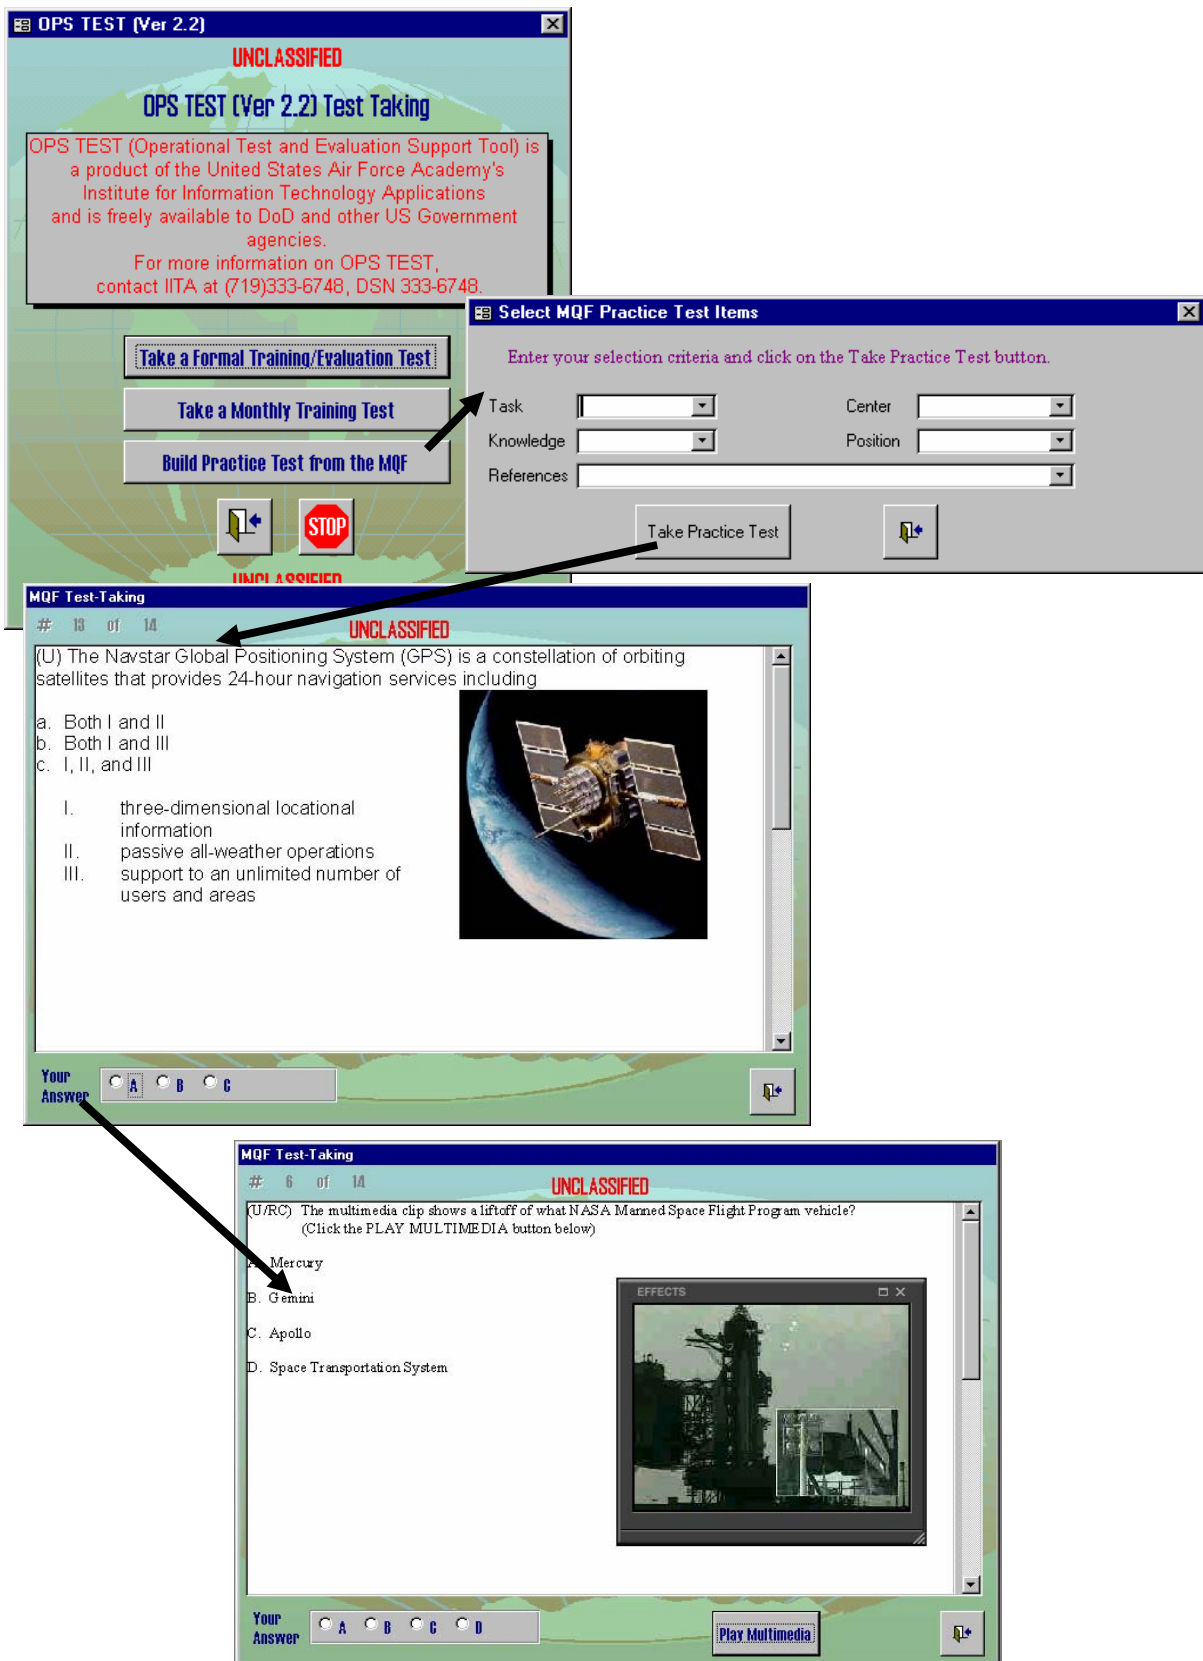 OPS TEST (Ver 2.2)
UNCLASSIFIED
OPS TEST (Ver 2.2) Test Taking
OPS TEST (Operational Test and Evaluation Support Tool) is
a product of the United States Air Force Academy's
Institute for Information Technology Applications
and is freely available to DoD and other US Government
agencies.
For more information on OPS TEST,
contact IITA at (719)333-6748, DSN 333-6748.
Take a Formal Training/Evaluation Test
Take a Monthly Training Test
Build Practice Test from the MQF
STOP
UNCLASSIFIED
Select MQF Practice Test Items
Enter your selection criteria and click on the Take Practice Test button.
Task
Center
Knowledge
Position
References
Take Practice Test
MQF Test-Taking
# 13 of 14
UNCLASSIFIED
(U) The Navstar Global Positioning System (GPS) is a constellation of orbiting
satellites that provides 24-hour navigation services including
a. Both I and II
b. Both I and III
c. I, II, and III
I. three-dimensional locational
information
II. passive all-weather operations
III. support to an unlimited number of
users and areas
Your
Answer
A B C
MQF Test-Taking
# 6 of 14
UNCLASSIFIED
(U/RC) The multimedia clip shows a liftoff of what NASA Manned Space Flight Program vehicle?
(Click the PLAY MULTIMEDIA button below)
A. Mercury
B. Gemini
C. Apollo
D. Space Transportation System
EFFECTS
Your
Answer
A B C D
Play Multimedia